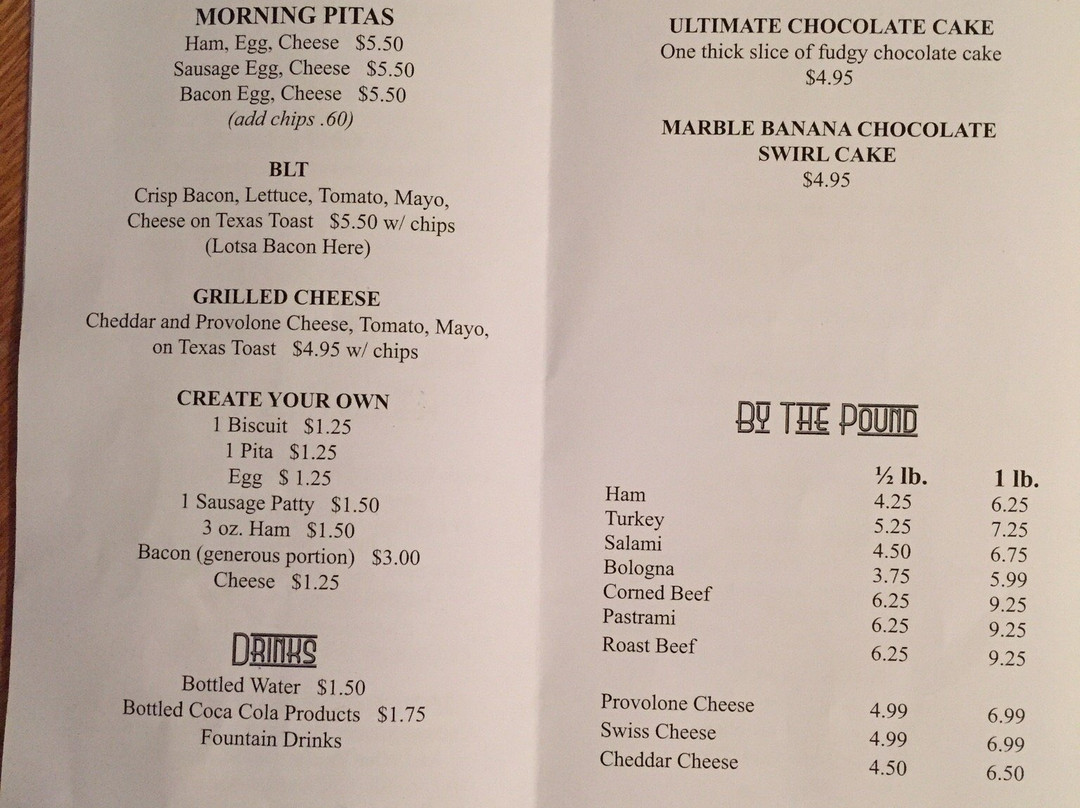 MORNING PITAS
Ham, Egg, Cheese $5.50
Sausage Egg, Cheese $5.50
Bacon Egg, Cheese $5.50
(add chips .60)
BLT
Crisp Bacon, Lettuce, Tomato, Mayo,
Cheese on Texas Toast $5.50 w/ chips
(Lotsa Bacon Here)
GRILLED CHEESE
Cheddar and Provolone Cheese, Tomato, Mayo,
on Texas Toast $4.95 w/ chips
CREATE YOUR OWN
1 Biscuit $1.25
1 Pita $1.25
Egg $ 1.25
1 Sausage Patty $1.50
3 oz. Ham $1.50
Bacon (generous portion) $3.00
Cheese $1.25
DRINKS
Bottled Water $1.50
Bottled Coca Cola Products $1.75
Fountain Drinks
ULTIMATE CHOCOLATE CAKE
One thick slice of fudgy chocolate cake
$4.95
MARBLE BANANA CHOCOLATE
SWIRL CAKE
$4.95
BY THE POUND
½ lb. 1 lb.
Ham 4.25 6.25
Turkey 5.25 7.25
Salami 4.50 6.75
Bologna 3.75 5.99
Corned Beef 6.25 9.25
Pastrami 6.25 9.25
Roast Beef 6.25 9.25
Provolone Cheese 4.99 6.99
Swiss Cheese 4.99 6.99
Cheddar Cheese 4.50 6.50